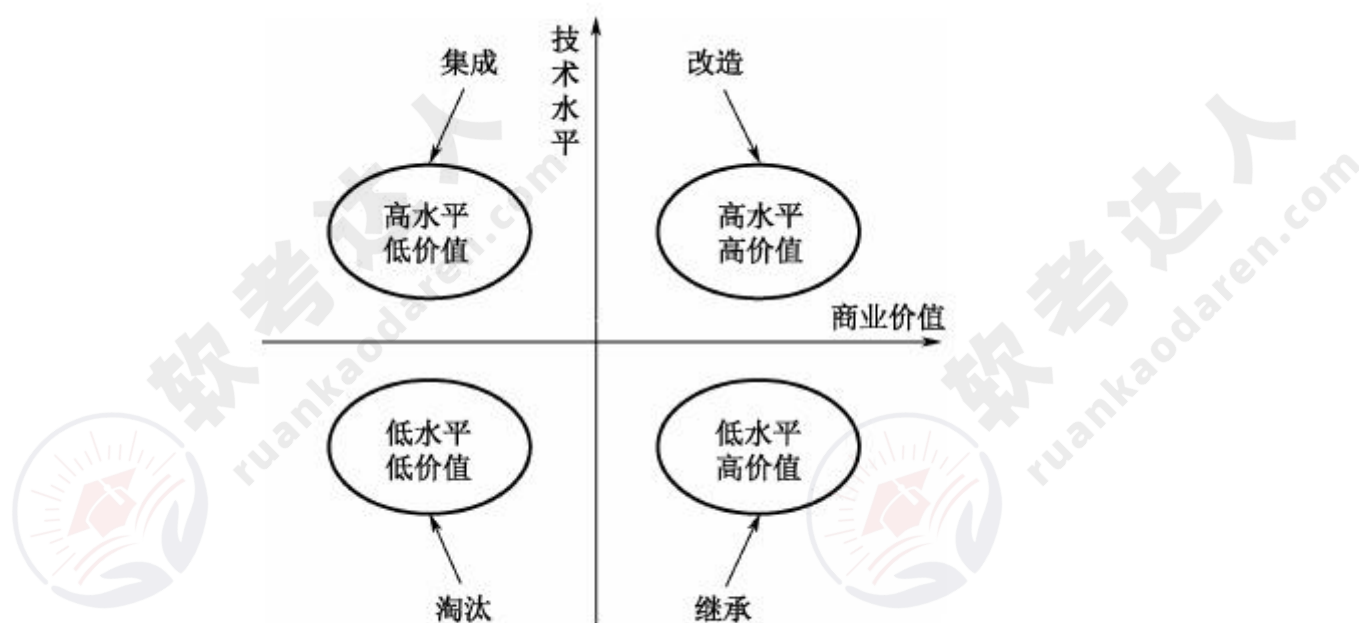 技术水平
集成
改造
高水平
低价值
高水平
高价值
商业价值
低水平
低价值
低水平
高价值
淘汰
继承
软考达人
ruankaodaren.com
软考达人
ruankaodaren.com